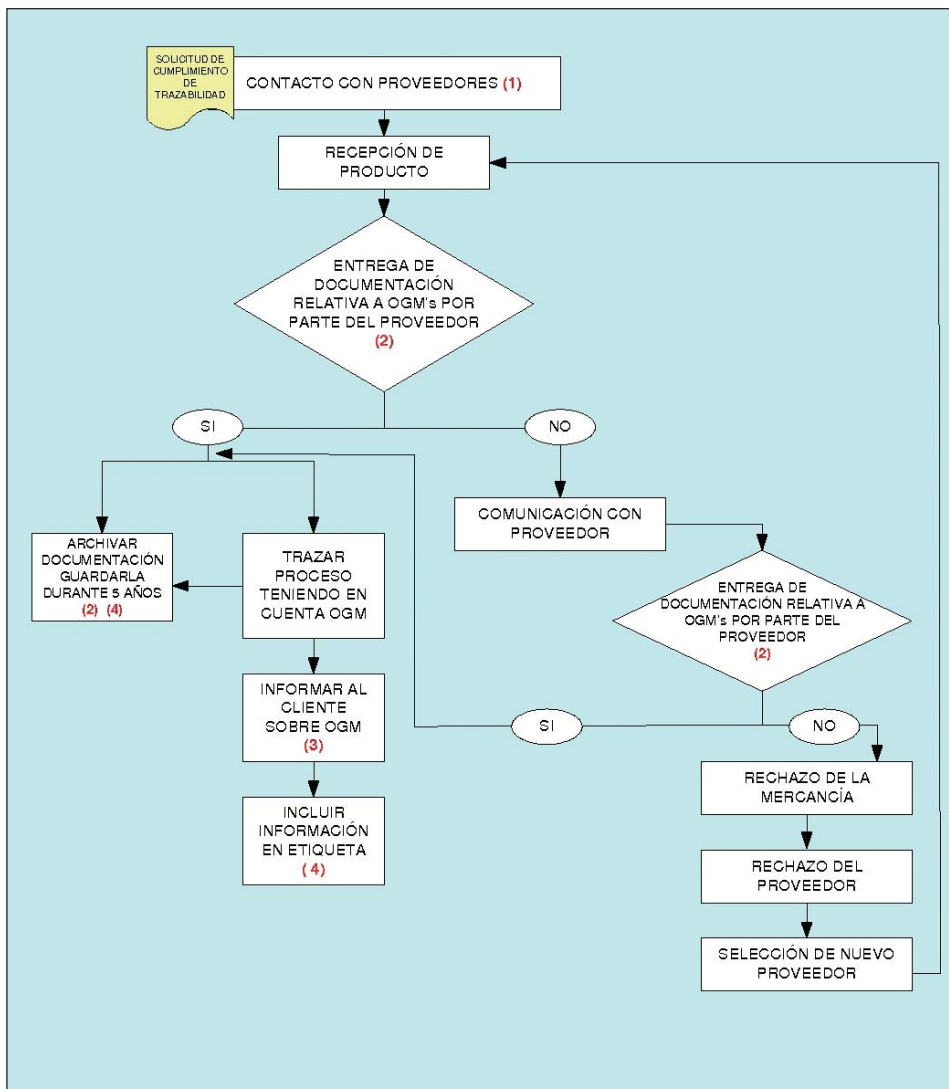 SOLICITUD DE
CUMPLIMIENTO
DE
TRAZABILIDAD
CONTACTO CON PROVEEDORES (1)
RECEPCIÓN DE
PRODUCTO
ENTREGA DE
DOCUMENTACIÓN
RELATIVA A OGM's POR
PARTE DEL PROVEEDOR
(2)
SI
NO
COMUNICACIÓN CON
PROVEEDOR
ARCHIVAR
DOCUMENTACIÓN
GUARDARLA
DURANTE 5 AÑOS
(2) (4)
TRAZAR
PROCESO
TENIENDO EN
CUENTA OGM
ENTREGA DE
DOCUMENTACIÓN RELATIVA A
OGM's POR PARTE DEL
PROVEEDOR
(2)
INFORMAR AL
CLIENTE
SOBRE OGM
(3)
SI
NO
INCLUIR
INFORMACIÓN
EN ETIQUETA
( 4)
RECHAZO DE LA
MERCANCÍA
RECHAZO DEL
PROVEEDOR
SELECCIÓN DE NUEVO
PROVEEDOR